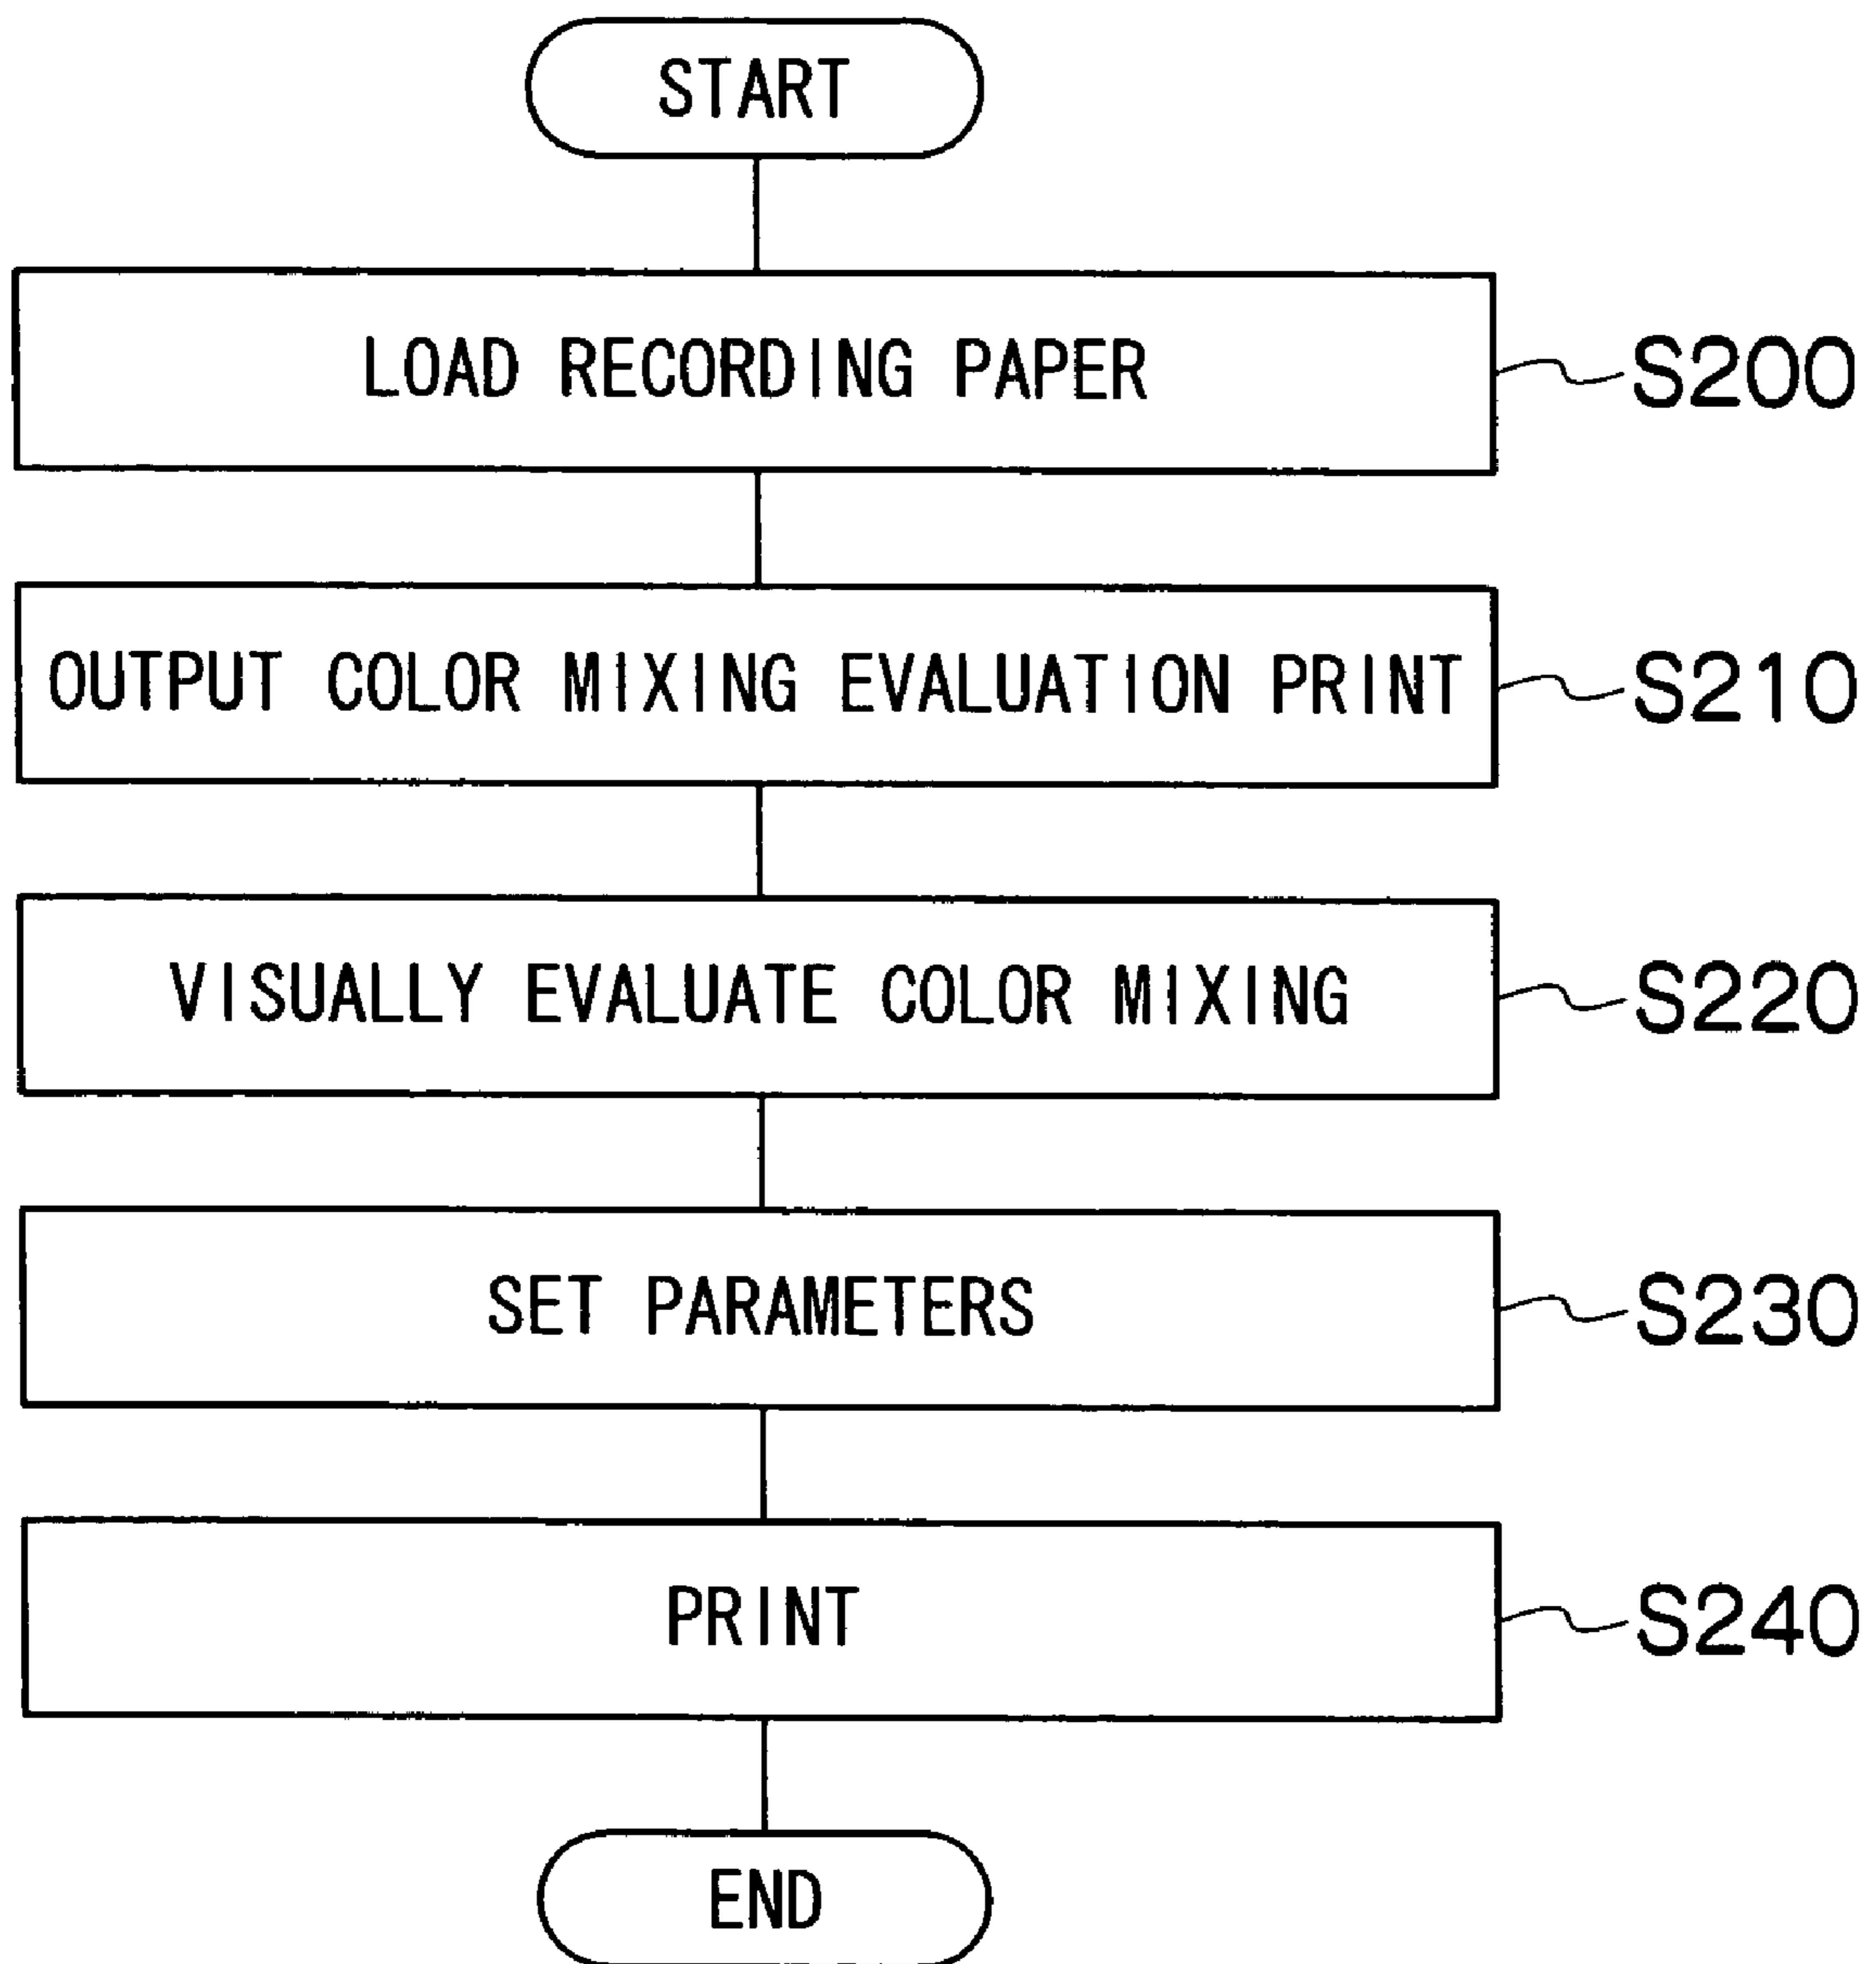 START
LOAD RECORDING PAPER
S200
OUTPUT COLOR MIXING EVALUATION PRINT
S210
VISUALLY EVALUATE COLOR MIXING
S220
SET PARAMETERS
S230
PRINT
S240
END